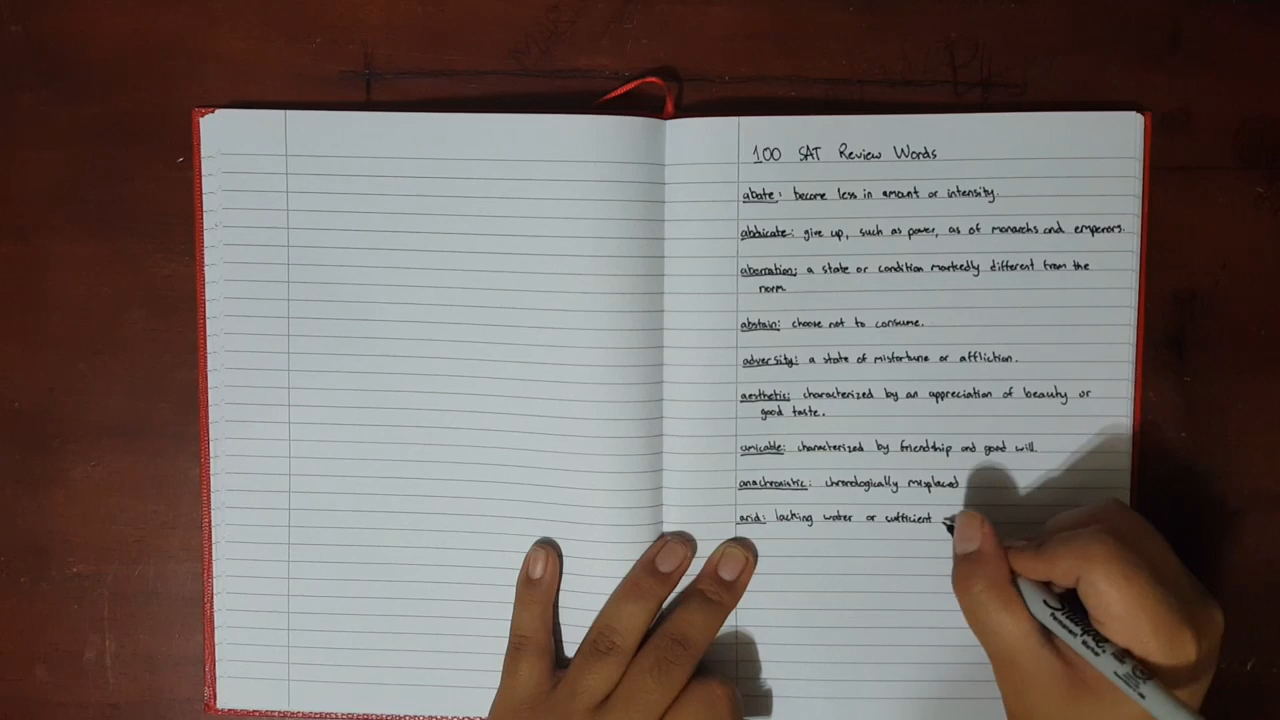 100 SAT Review Words
abate: become less in amount or intensity.
abdicate: give up, such as power, as of monarchs and emperors.
aberration: a state or condition markedly different from the
norm
abstain: choose not to consume.
adversity: a state of misfortune or affliction.
aesthetic: characterized by an appreciation of beauty or
good taste.
amicable: characterized by friendship and good will.
anachronistic: chronologically misplaced
arid: lacking water or sufficient
Sharpie
Permanent Marker